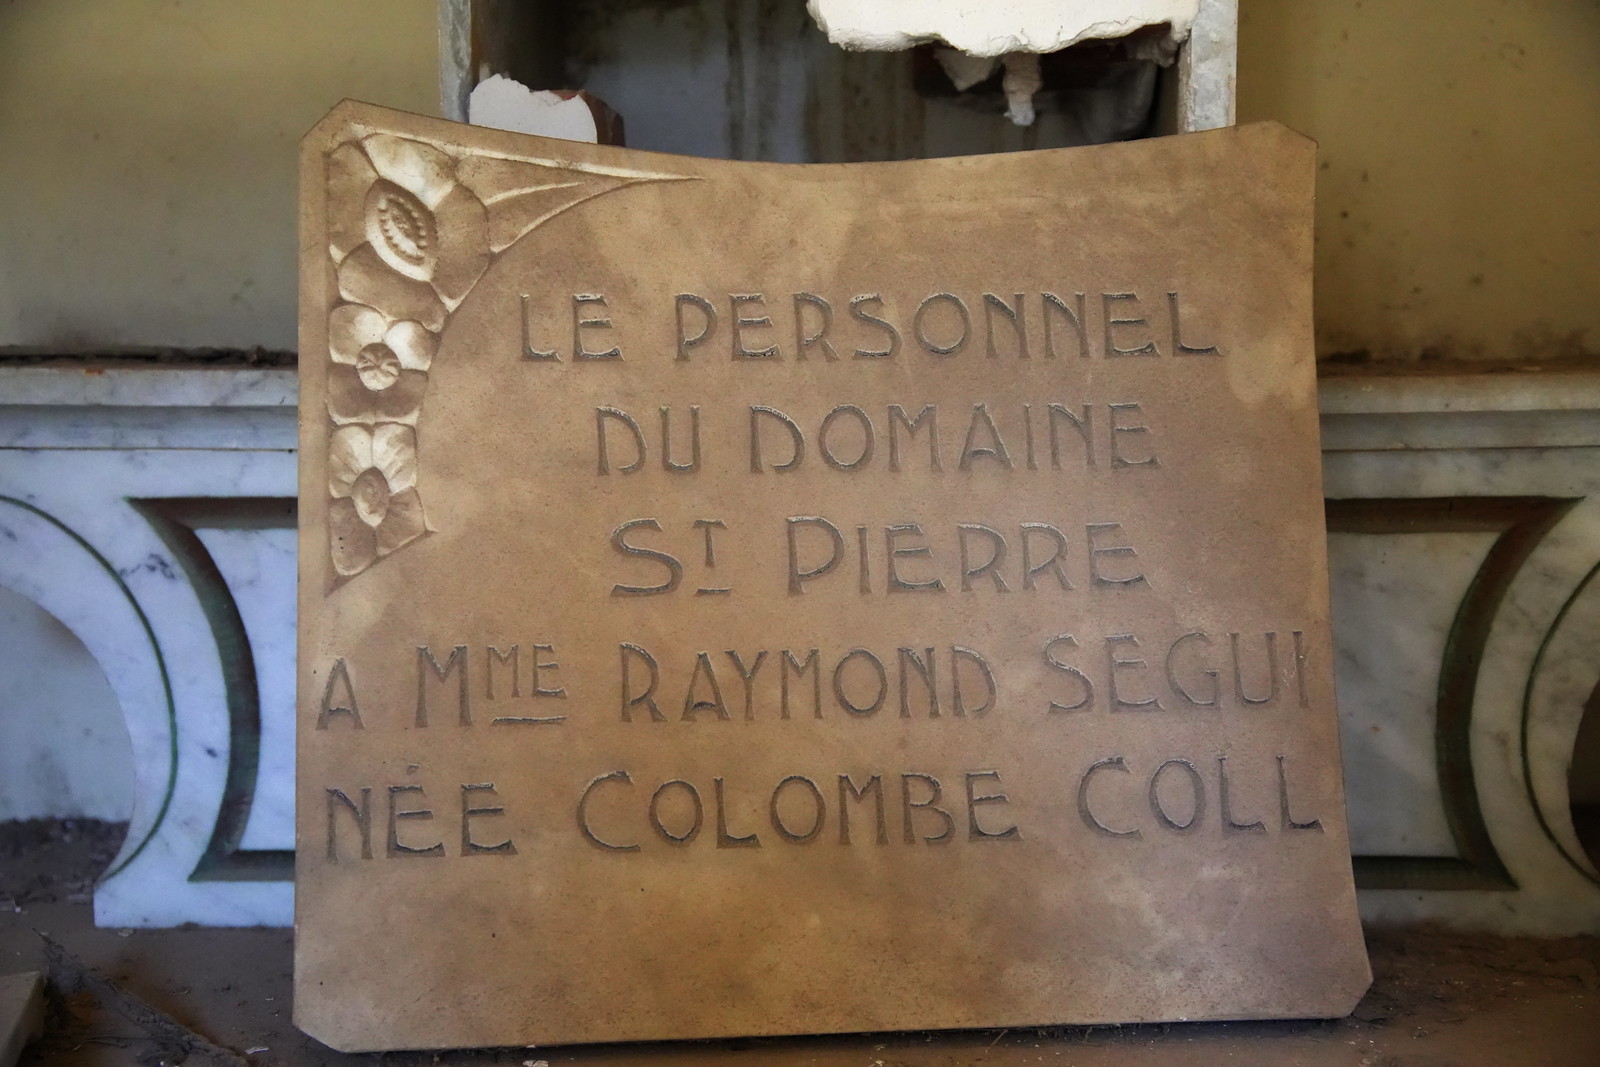 LE PERSONNEL
DU DOMAINE
ST PIERRE
A MME RAYMOND SEGUI
NÉE COLOMBE COLL